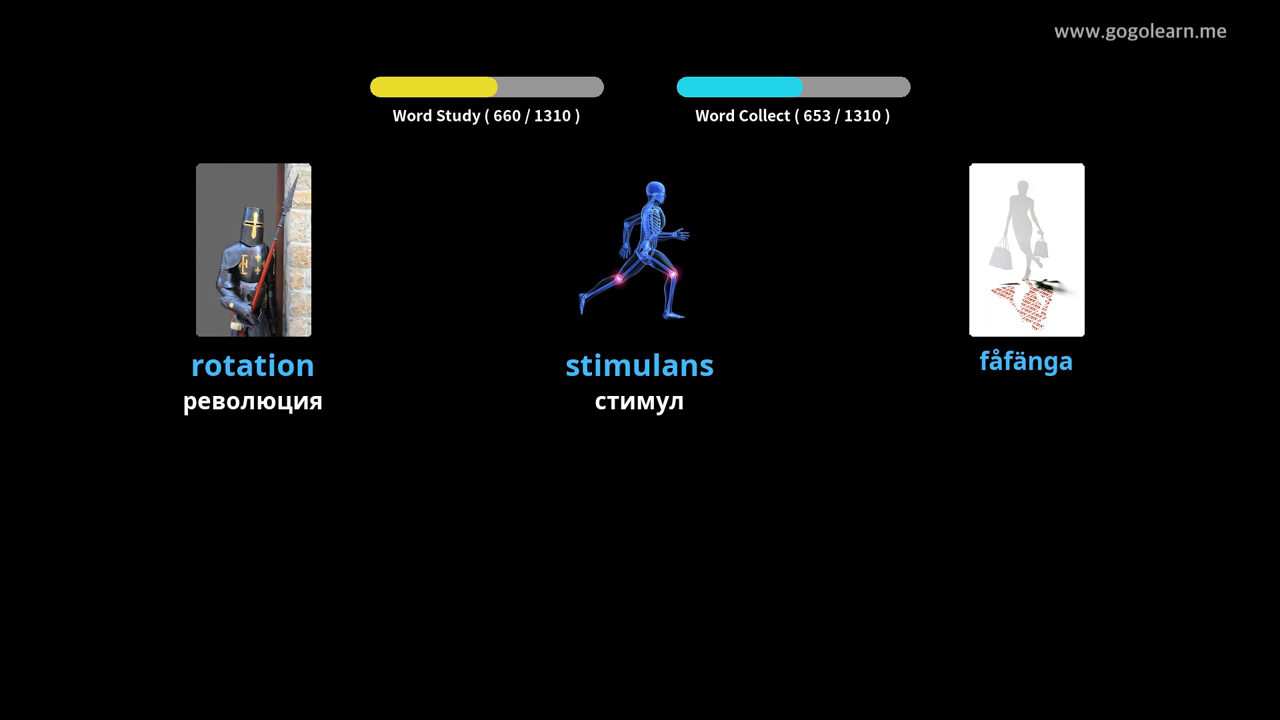 www.gogolearn.me
Word Study ( 660 / 1310 )
Word Collect ( 653 / 1310 )
rotation
революция
stimulans
стимул
fåfänga